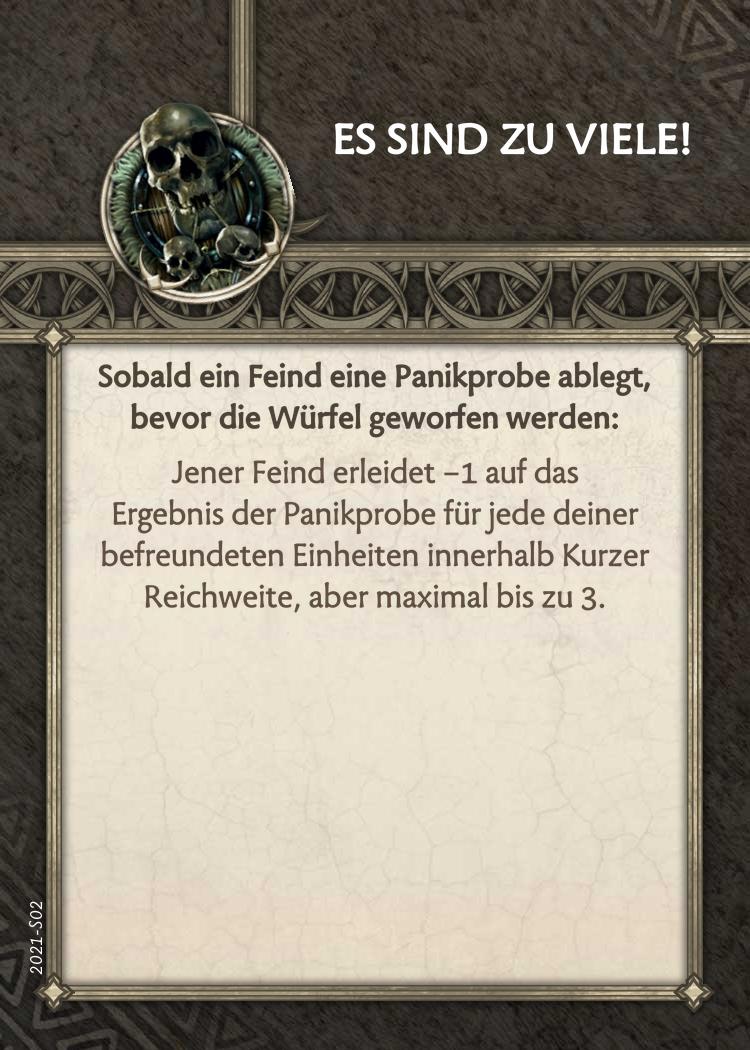 ES SIND ZU VIELE!
Sobald ein Feind eine Panikprobe ablegt,
bevor die Würfel geworfen werden:
Jener Feind erleidet –1 auf das
Ergebnis der Panikprobe für jede deiner
befreundeten Einheiten innerhalb Kurzer
Reichweite, aber maximal bis zu 3.
2021-S02